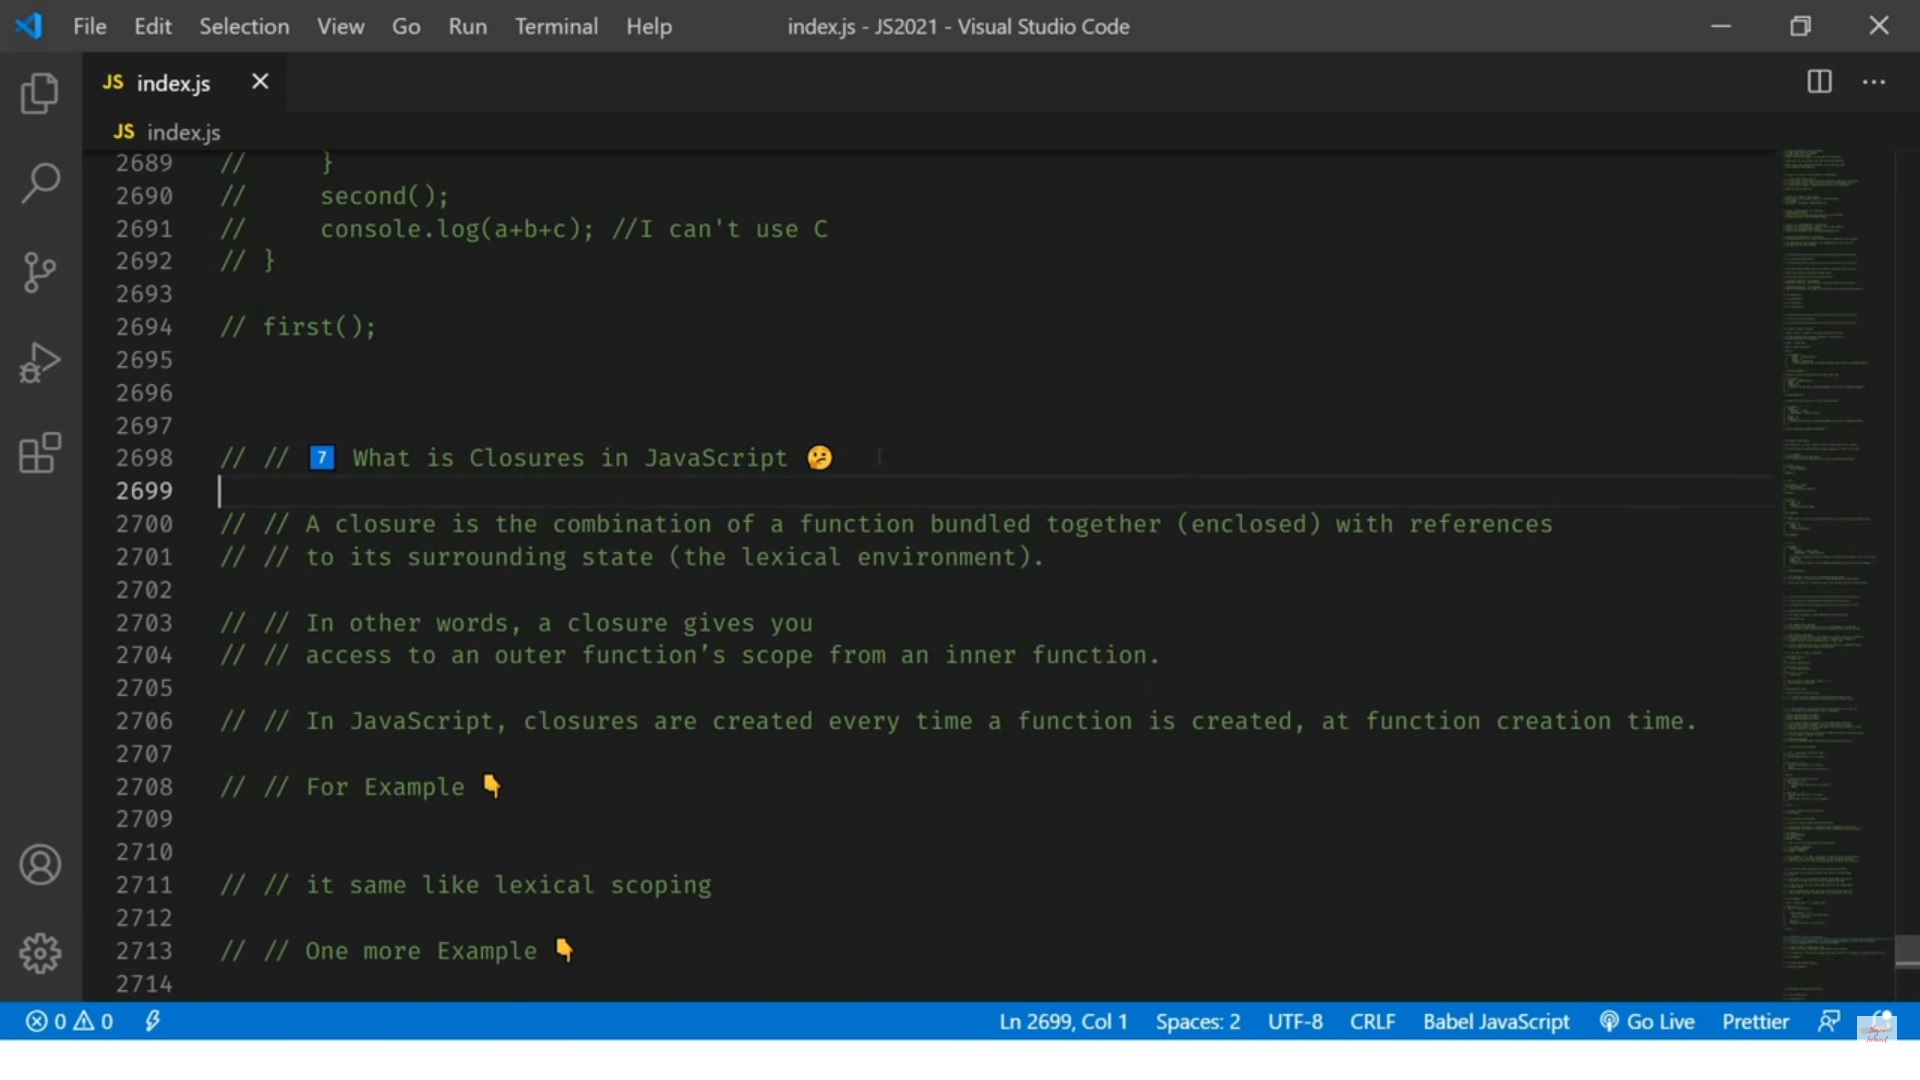 File Edit Selection View Go Run Terminal Help index.js - JS2021 - Visual Studio Code
JS index.js
JS index.js
2689 // }
2690 // second();
2691 // console.log(a+b+c); //I can't use C
2692 // }
2693
2694 // first();
2695
2696
2697
2698 // // 7 What is Closures in JavaScript 🤔
2699
2700 // // A closure is the combination of a function bundled together (enclosed) with references
2701 // // to its surrounding state (the lexical environment).
2702
2703 // // In other words, a closure gives you
2704 // // access to an outer function’s scope from an inner function.
2705
2706 // // In JavaScript, closures are created every time a function is created, at function creation time.
2707
2708 // // For Example 👇
2709
2710
2711 // // it same like lexical scoping
2712
2713 // // One more Example 👇
2714
0 0 Ln 2699, Col 1 Spaces: 2 UTF-8 CRLF Babel JavaScript Go Live Prettier